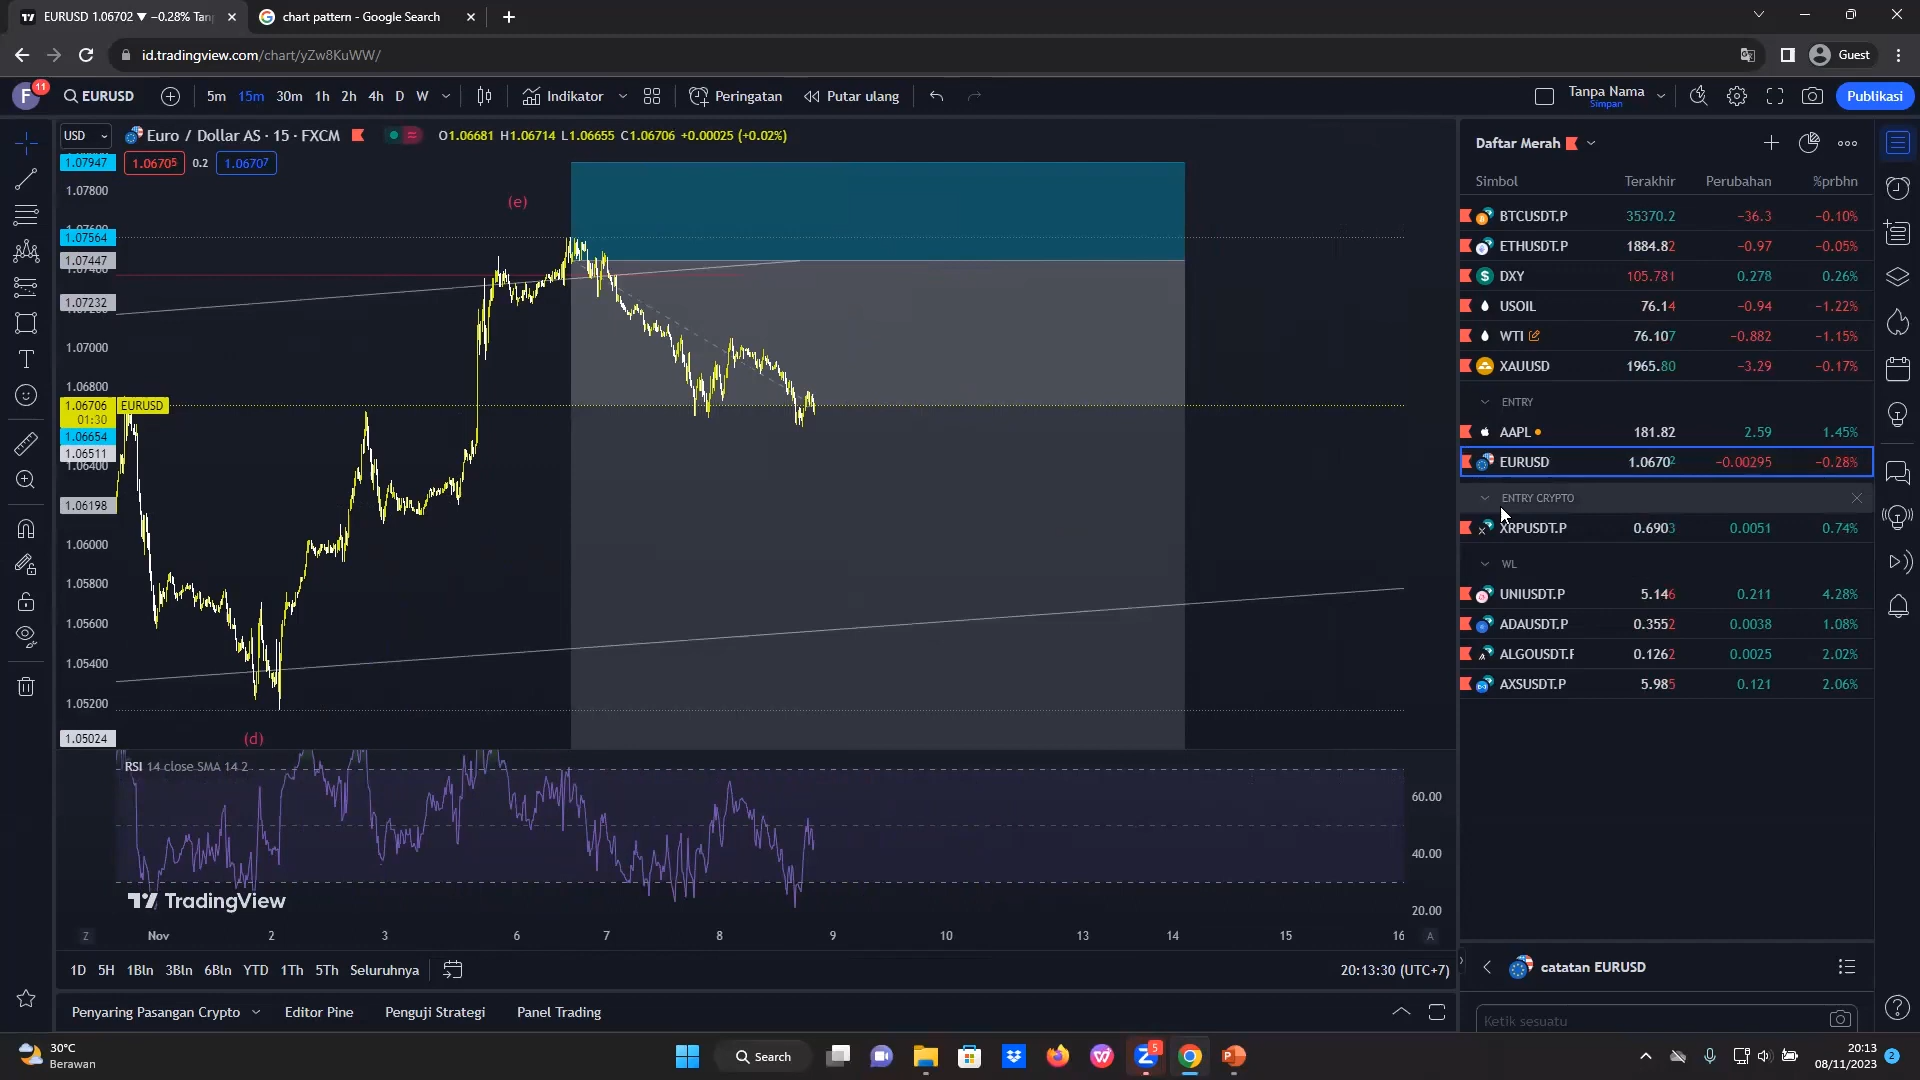 EURUSD 1.06702 ▼ −0.28% Tan
chart pattern - Google Search
id.tradingview.com/chart/yZw8KuWW/
Guest
F
11
EURUSD
5m 15m 30m 1h 2h 4h D W
Indikator
Peringatan
Putar ulang
Tanpa Nama
Simpan
Publikasi
USD
Euro / Dollar AS · 15 · FXCM
O1.06681 H1.06714 L1.06655 C1.06706 +0.00025 (+0.02%)
1.06705 0.2 1.06707
1.07947
1.07800
1.07564
1.07447
1.07232
1.07000
1.06800
1.06706 EURUSD
01:30
1.06654
1.06511
1.06400
1.06198
1.06000
1.05800
1.05600
1.05400
1.05200
1.05024
(e)
(d)
RSI 14 close SMA 14 2
60.00
40.00
20.00
TradingView
Z Nov 2 3 6 7 8 9 10 13 14 15 16 A
1D 5H 1Bln 3Bln 6Bln YTD 1Th 5Th Seluruhnya
20:13:30 (UTC+7)
Penyaring Pasangan Crypto
Editor Pine
Penguji Strategi
Panel Trading
Daftar Merah
Simbol Terakhir Perubahan %prbhn
BTCUSDT.P 35370.2 −36.3 −0.10%
ETHUSDT.P 1884.82 −0.97 −0.05%
DXY 105.781 0.278 0.26%
USOIL 76.14 −0.94 −1.22%
WTI 76.107 −0.882 −1.15%
XAUUSD 1965.80 −3.29 −0.17%
ENTRY
AAPL 181.82 2.59 1.45%
EURUSD 1.06702 −0.00295 −0.28%
ENTRY CRYPTO
XRPUSDT.P 0.6903 0.0051 0.74%
WL
UNIUSDT.P 5.146 0.211 4.28%
ADAUSDT.P 0.3552 0.0038 1.08%
ALGOUSDT.F 0.1262 0.0025 2.02%
AXSUSDT.P 5.985 0.121 2.06%
catatan EURUSD
Ketik sesuatu
30°C
Berawan
Search
5
20:13
08/11/2023
2